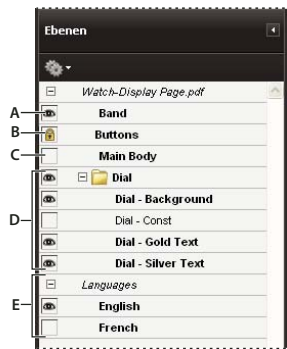 Ebenen
Watch-Display Page.pdf
A Band
B Buttons
C Main Body
Dial
Dial - Background
D Dial - Const
Dial - Gold Text
Dial - Silver Text
Languages
E English
French